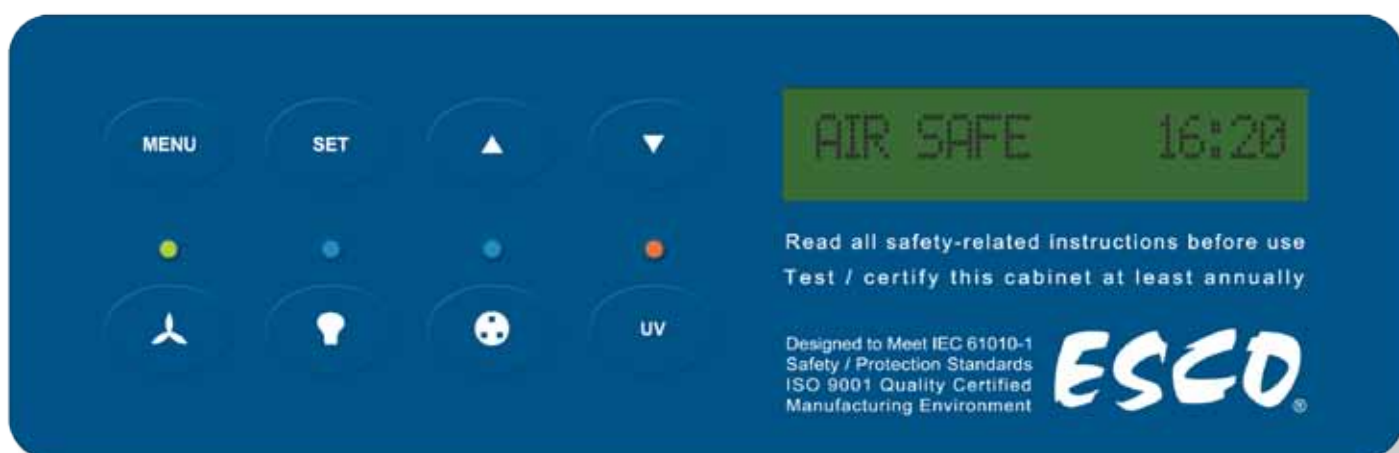 MENU SET ▲ ▼
UV
AIR SAFE 16:20
Read all safety-related instructions before use
Test / certify this cabinet at least annually
Designed to Meet IEC 61010-1
Safety / Protection Standards
ISO 9001 Quality Certified
Manufacturing Environment
ESCO®